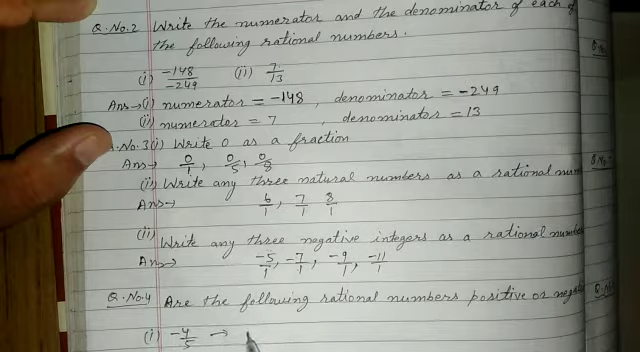 Q.No.2 Write the numerator and the denominator of each of
the following rational numbers.
(i) -148/-249 (ii) 7/13
Ans→(i) numerator = -148, denominator = -249
(ii) numerator = 7, denominator = 13
.No.3(i) Write 0 as a fraction
Ans→ 0/1, 0/5, 0/8
(ii) Write any three natural numbers as a rational num
Ans→ 6/1, 7/1 8/1
(ii) Write any three negative integers as a rational numbe
Ans→ -5/1, -7/1, -9/1, -11/1
Q.No.4 Are the following rational numbers positive or nega
(i) -4/5 →